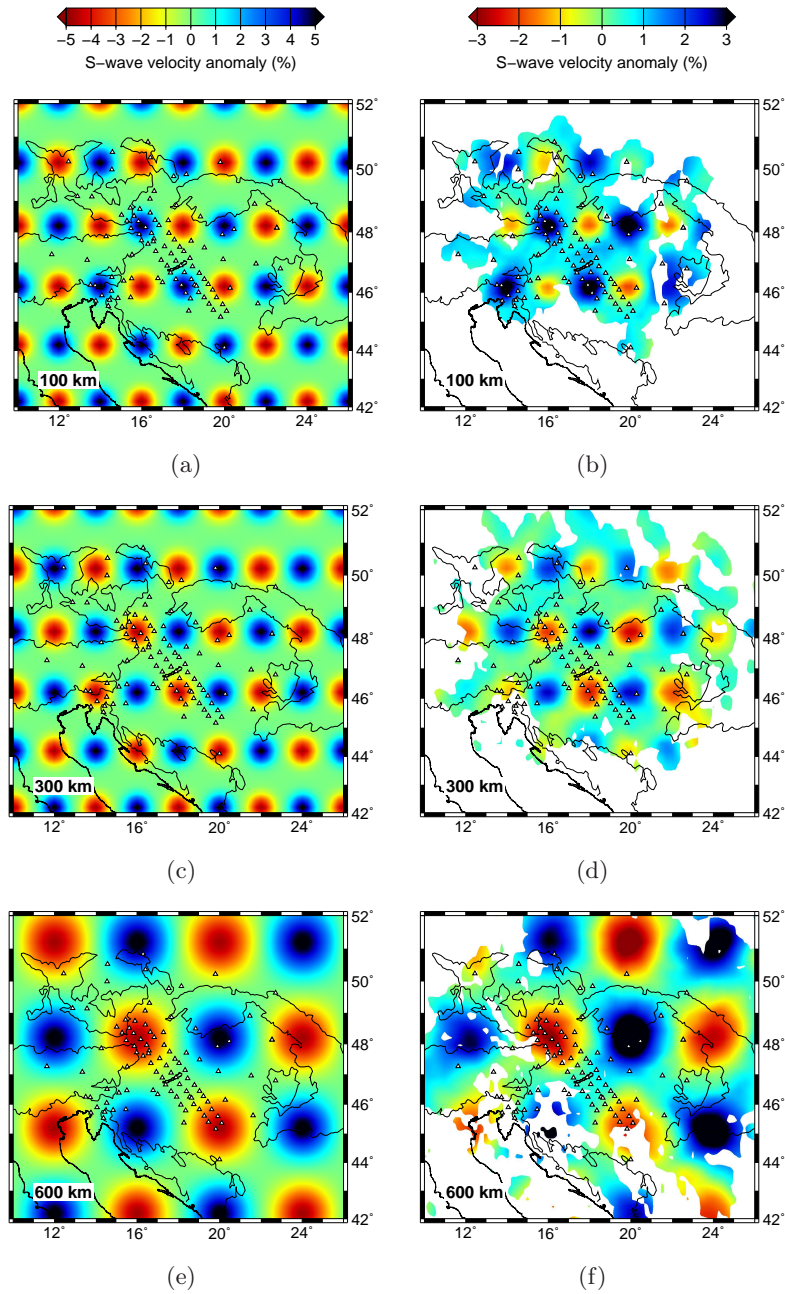 −5 −4 −3 −2 −1 0 1 2 3 4 5
S−wave velocity anomaly (%)
−3 −2 −1 0 1 2 3
S−wave velocity anomaly (%)
52˚
50˚
48˚
46˚
44˚
42˚
100 km
12˚ 16˚ 20˚ 24˚
(a)
52˚
50˚
48˚
46˚
44˚
42˚
100 km
12˚ 16˚ 20˚ 24˚
(b)
52˚
50˚
48˚
46˚
44˚
42˚
300 km
12˚ 16˚ 20˚ 24˚
(c)
52˚
50˚
48˚
46˚
44˚
42˚
300 km
12˚ 16˚ 20˚ 24˚
(d)
52˚
50˚
48˚
46˚
44˚
42˚
600 km
12˚ 16˚ 20˚ 24˚
(e)
52˚
50˚
48˚
46˚
44˚
42˚
600 km
12˚ 16˚ 20˚ 24˚
(f)